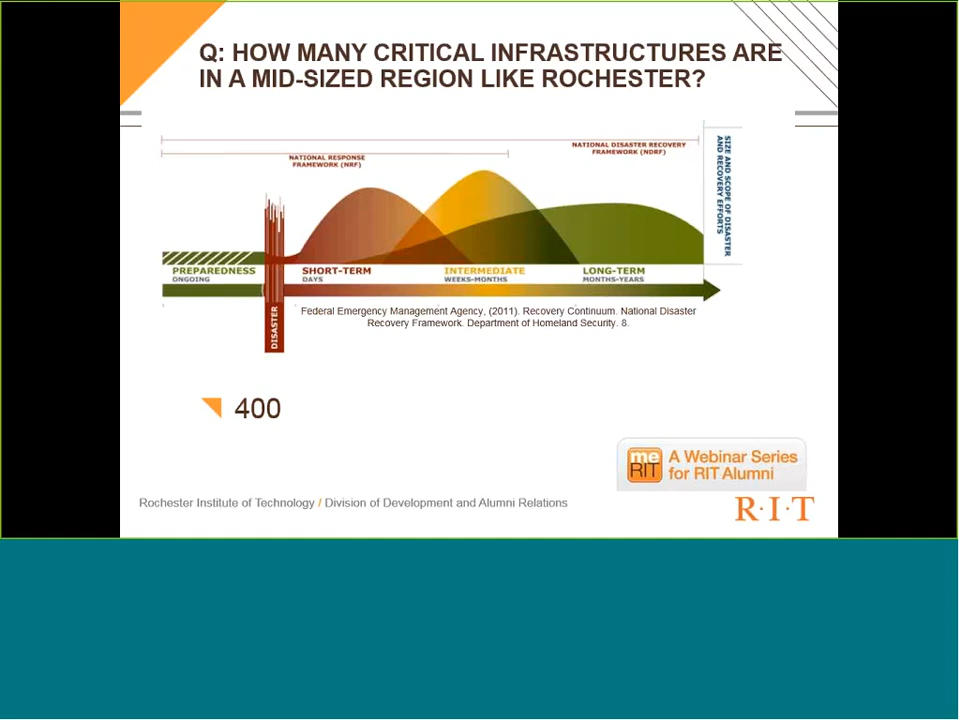 Q: HOW MANY CRITICAL INFRASTRUCTURES ARE
IN A MID-SIZED REGION LIKE ROCHESTER?
NATIONAL RESPONSE
FRAMEWORK (NRF)
NATIONAL DISASTER RECOVERY
FRAMEWORK (NDRF)
SIZE AND SCOPE OF DISASTER
AND RECOVERY EFFORTS
PREPAREDNESS
ONGOING
SHORT-TERM
DAYS
INTERMEDIATE
WEEKS-MONTHS
LONG-TERM
MONTHS-YEARS
DISASTER
Federal Emergency Management Agency, (2011). Recovery Continuum. National Disaster
Recovery Framework. Department of Homeland Security. 8.
400
me
RIT
A Webinar Series
for RIT Alumni
Rochester Institute of Technology / Division of Development and Alumni Relations
R·I·T